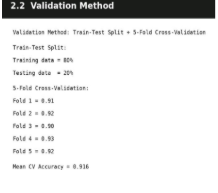 2.2 Validation Method
Validation Method: Train-Test Split + 5-Fold Cross-Validation
Train-Test Split:
Training data = 80%
Testing data = 20%
5-Fold Cross-Validation:
Fold 1 = 0.91
Fold 2 = 0.92
Fold 3 = 0.90
Fold 4 = 0.93
Fold 5 = 0.92
Mean CV Accuracy = 0.916